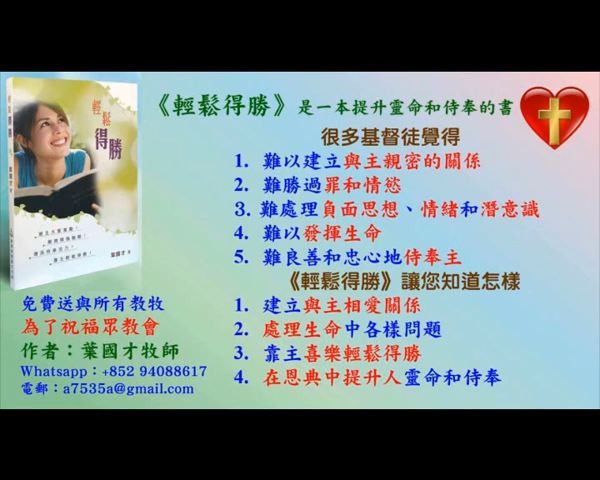 《輕鬆得勝》是一本提升靈命和侍奉的書
很多基督徒覺得
1. 難以建立與主親密的關係
2. 難勝過罪和情慾
3. 難處理負面思想、情緒和潛意識
4. 難以發揮生命
5. 難良善和忠心地侍奉主
《輕鬆得勝》讓您知道怎樣
1. 建立與主相愛關係
2. 處理生命中各樣問題
3. 靠主喜樂輕鬆得勝
4. 在恩典中提升人靈命和侍奉
輕鬆
得勝
葉國才 著
輕鬆得勝
免費送與所有教牧
為了祝福眾教會
作者：葉國才牧師
Whatsapp：+852 94088617
電郵：a7535a@gmail.com